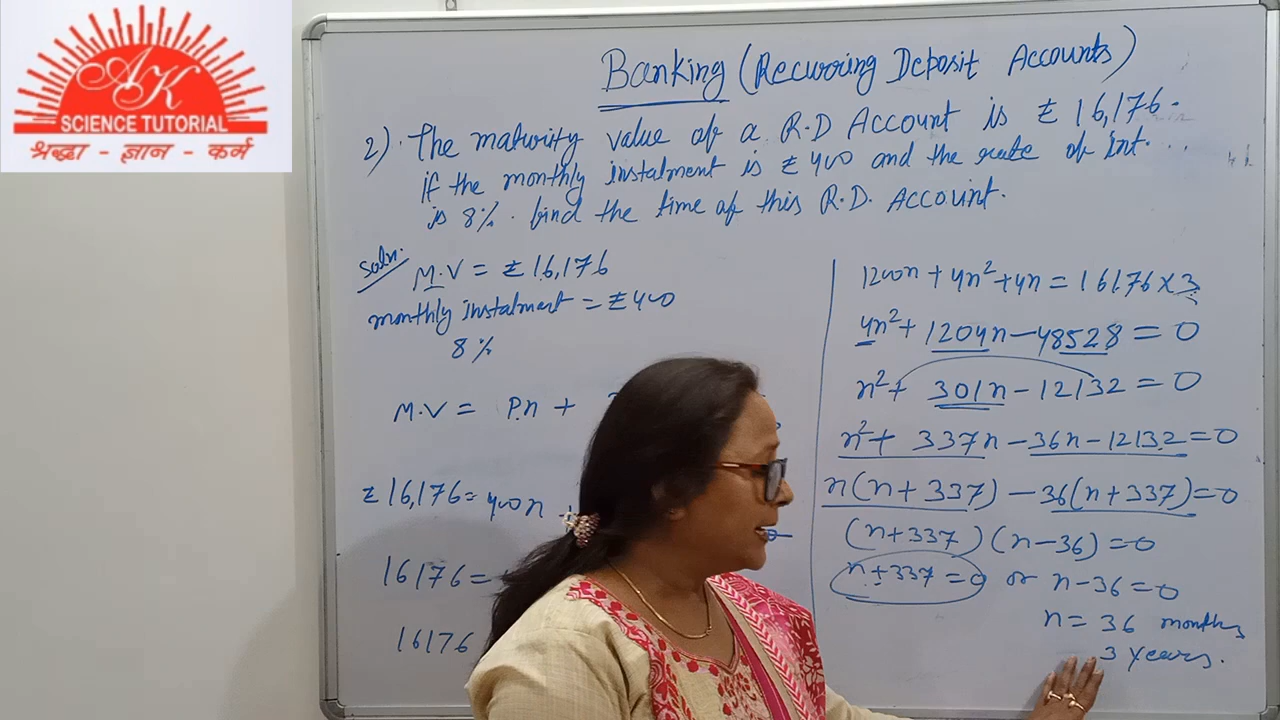 AK
SCIENCE TUTORIAL
श्रद्धा - ज्ञान - कर्म
Banking (Recurring Deposit Accounts)
2) The maturity value of a R.D Account is ₹ 16,176.
if the monthly instalment is ₹ 400 and the rate of int...
is 8%. find the time of this R.D. Account.
Soln.
M.V = ₹ 16,176
monthly instalment = ₹ 400
8%
M.V = P.n +
₹ 16,176 = 400n +
16176 =
16176
1200n + 4n² + 4n = 16176 × 3
4n² + 1204n - 48528 = 0
n² + 301n - 12132 = 0
n² + 337n - 36n - 12132 = 0
n(n + 337) - 36(n + 337) = 0
(n + 337) (n - 36) = 0
n + 337 = 0 or n - 36 = 0
n = 36 months
3 years.